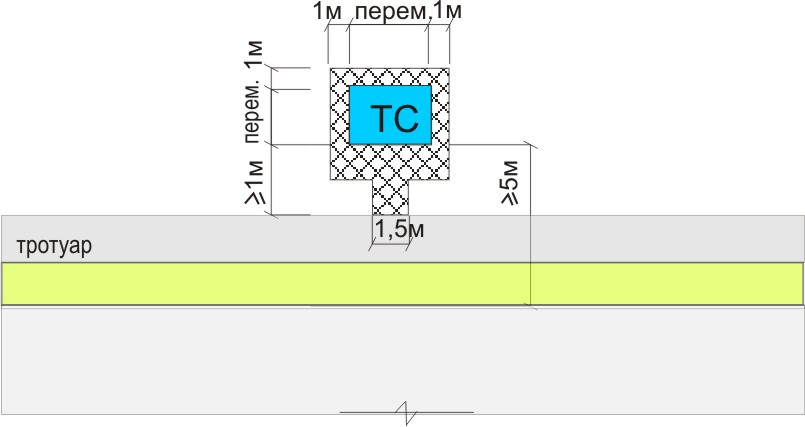 1м перем. 1м
1м
перем.
≥1м
ТС
≥5м
1,5м
тротуар